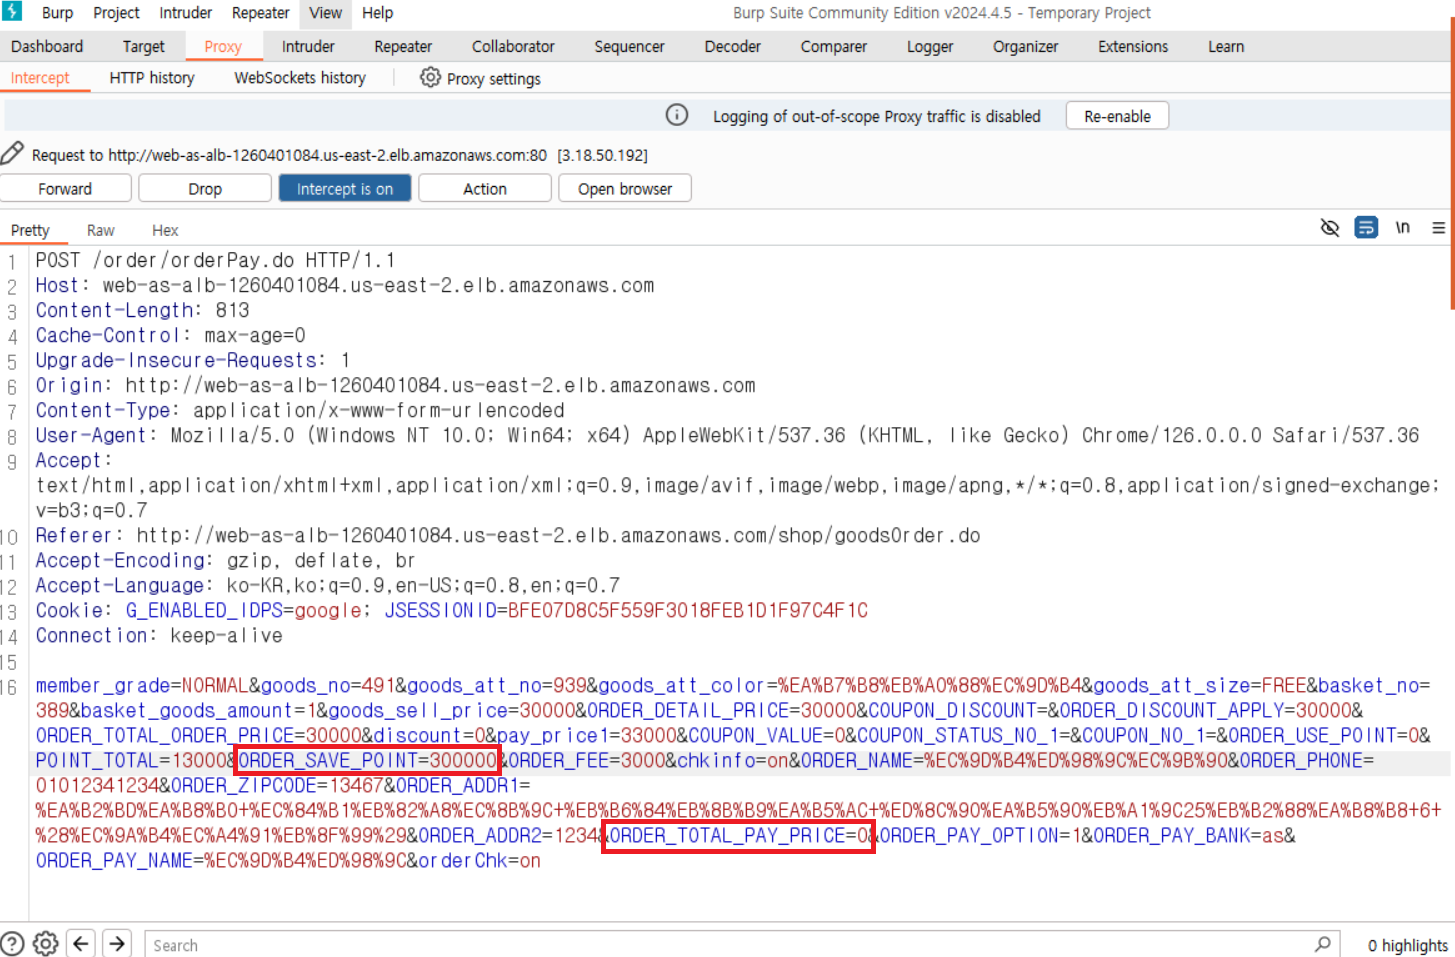 Burp Project Intruder Repeater View Help Burp Suite Community Edition v2024.4.5 - Temporary Project
Dashboard Target Proxy Intruder Repeater Collaborator Sequencer Decoder Comparer Logger Organizer Extensions Learn
Intercept HTTP history WebSockets history Proxy settings
Logging of out-of-scope Proxy traffic is disabled Re-enable
Request to http://web-as-alb-1260401084.us-east-2.elb.amazonaws.com:80 [3.18.50.192]
Forward Drop Intercept is on Action Open browser
Pretty Raw Hex \n
1 POST /order/orderPay.do HTTP/1.1
2 Host: web-as-alb-1260401084.us-east-2.elb.amazonaws.com
3 Content-Length: 813
4 Cache-Control: max-age=0
5 Upgrade-Insecure-Requests: 1
6 Origin: http://web-as-alb-1260401084.us-east-2.elb.amazonaws.com
7 Content-Type: application/x-www-form-urlencoded
8 User-Agent: Mozilla/5.0 (Windows NT 10.0; Win64; x64) AppleWebKit/537.36 (KHTML, like Gecko) Chrome/126.0.0.0 Safari/537.36
9 Accept:
text/html,application/xhtml+xml,application/xml;q=0.9,image/avif,image/webp,image/apng,*/*;q=0.8,application/signed-exchange;
v=b3;q=0.7
10 Referer: http://web-as-alb-1260401084.us-east-2.elb.amazonaws.com/shop/goodsOrder.do
11 Accept-Encoding: gzip, deflate, br
12 Accept-Language: ko-KR,ko;q=0.9,en-US;q=0.8,en;q=0.7
13 Cookie: G_ENABLED_IDPS=google; JSESSIONID=BFE07D8C5F559F3018FEB1D1F97C4F1C
14 Connection: keep-alive
15
16 member_grade=NORMAL&goods_no=491&goods_att_no=939&goods_att_color=%EA%B7%B8%EB%A0%88%EC%9D%B4&goods_att_size=FREE&basket_no=
389&basket_goods_amount=1&goods_sell_price=30000&ORDER_DETAIL_PRICE=30000&COUPON_DISCOUNT=&ORDER_DISCOUNT_APPLY=30000&
ORDER_TOTAL_ORDER_PRICE=30000&discount=0&pay_price1=33000&COUPON_VALUE=0&COUPON_STATUS_NO_1=&COUPON_NO_1=&ORDER_USE_POINT=0&
POINT_TOTAL=13000&ORDER_SAVE_POINT=300000&ORDER_FEE=3000&chkinfo=on&ORDER_NAME=%EC%9D%B4%ED%98%9C%EC%9B%90&ORDER_PHONE=
01012341234&ORDER_ZIPCODE=13467&ORDER_ADDR1=
%EA%B2%BD%EA%B8%B0+%EC%84%B1%EB%82%A8%EC%8B%9C+%EB%B6%84%EB%8B%B9%EA%B5%AC+%ED%8C%90%EA%B5%90%EB%A1%9C25%EB%B2%88%EA%B8%B8+6+
%28%EC%9A%B4%EC%A4%91%EB%8F%99%29&ORDER_ADDR2=1234&ORDER_TOTAL_PAY_PRICE=0&ORDER_PAY_OPTION=1&ORDER_PAY_BANK=as&
ORDER_PAY_NAME=%EC%9D%B4%ED%98%9C&orderChk=on
Search 0 highlights